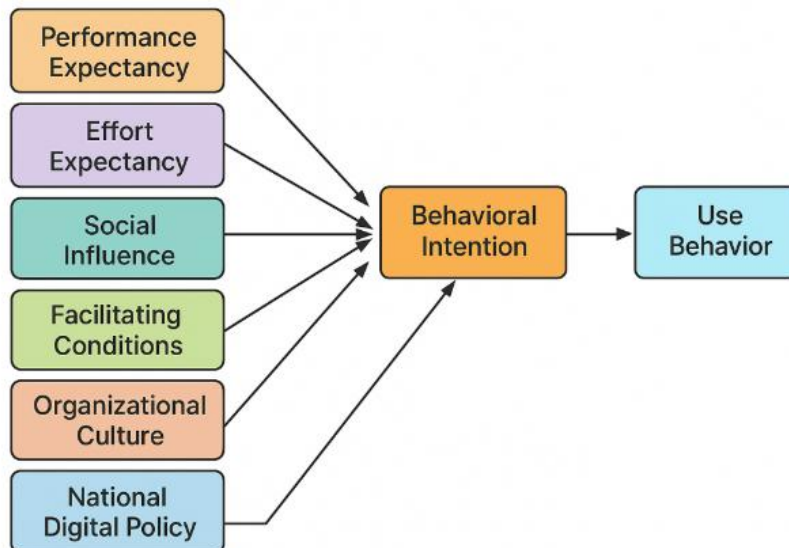 Performance
Expectancy
Effort
Expectancy
Social
Influence
Facilitating
Conditions
Organizational
Culture
National
Digital Policy
Behavioral
Intention
Use
Behavior